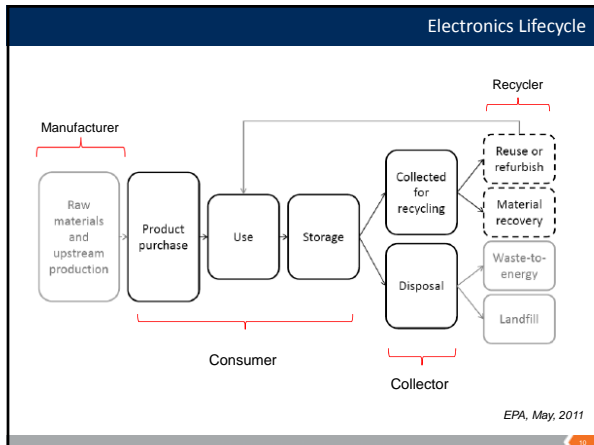 Electronics Lifecycle
Recycler
Manufacturer
Raw
materials
and
upstream
production
Product
purchase
Use
Storage
Collected
for
recycling
Disposal
Reuse or
refurbish
Material
recovery
Waste-to-
energy
Landfill
Consumer
Collector
EPA, May, 2011
10